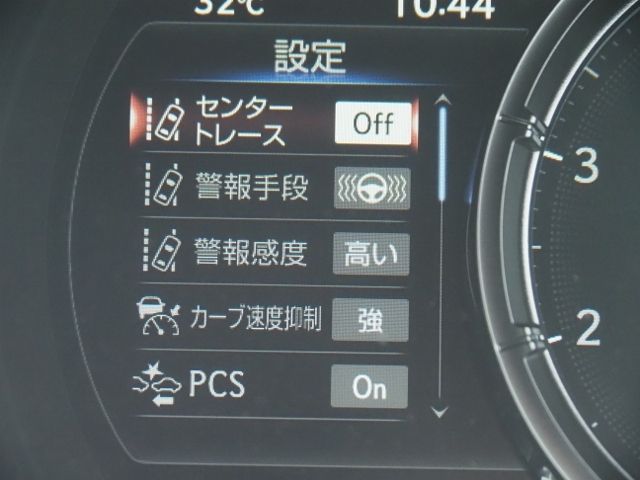 32℃
10:44
設定
センター
トレース
Off
警報手段
警報感度
高い
カーブ速度抑制
強
PCS
On
3
2